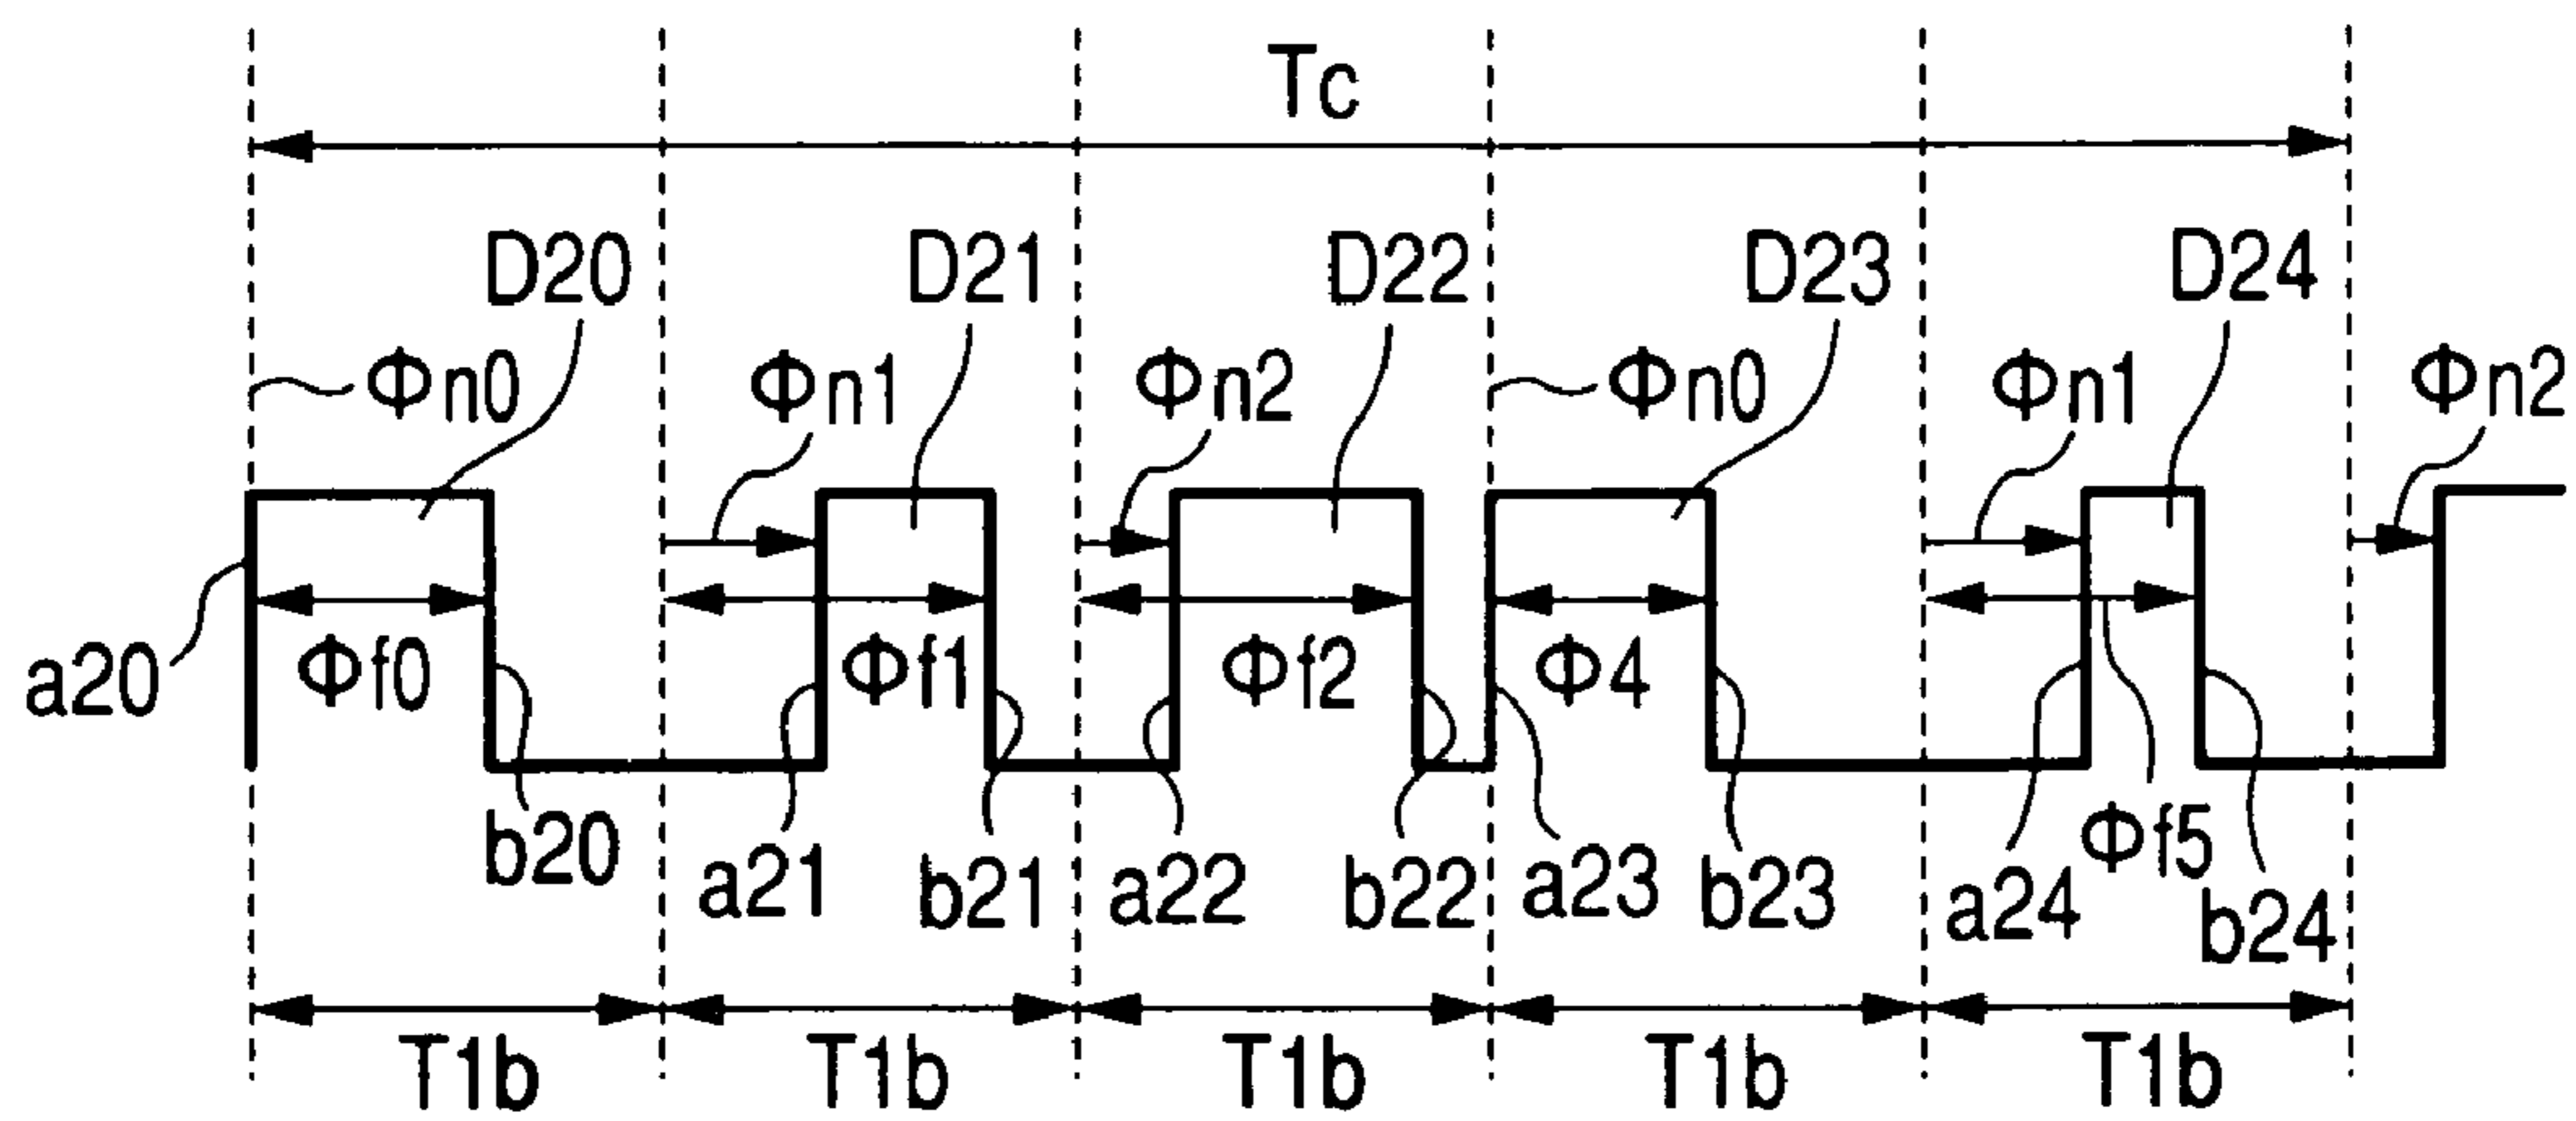 Tc
D20 D21 D22 D23 D24
Φn0 Φn1 Φn2 Φn0 Φn1 Φn2
a20 Φf0 Φf1 Φf2 Φ4
b20 a21 b21 a22 b22 a23 b23 a24 Φf5 b24
T1b T1b T1b T1b T1b